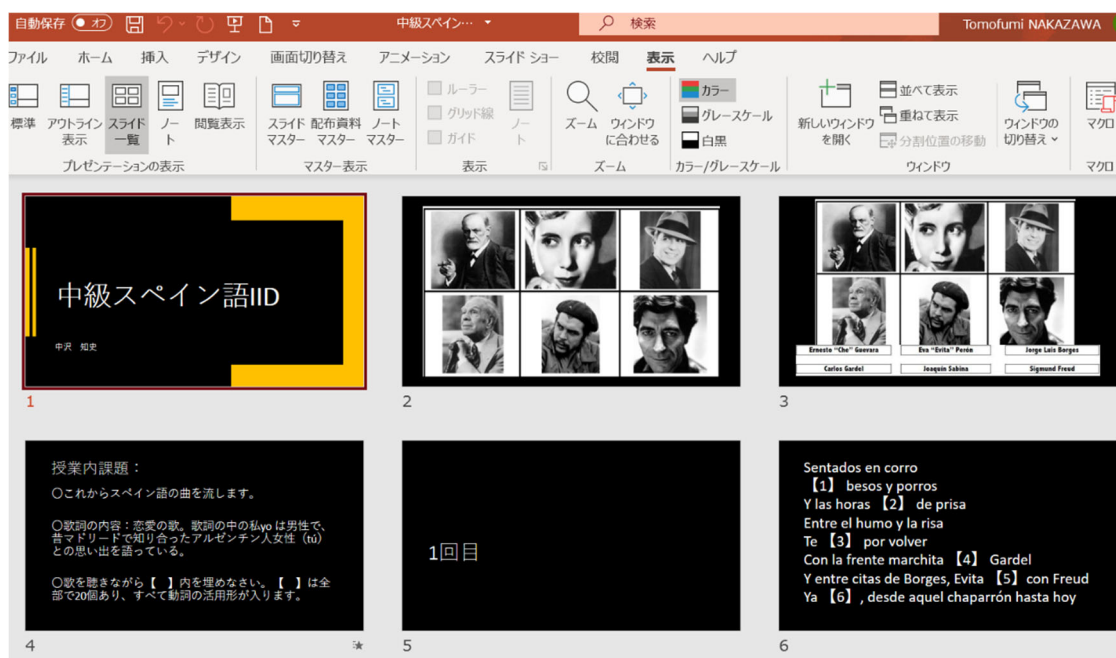 自動保存 オフ 中級スペイン… 検索 Tomofumi NAKAZAWA
ファイル ホーム 挿入 デザイン 画面切り替え アニメーション スライド ショー 校閲 表示 ヘルプ
標準
アウトライン
表示
スライド
一覧
ノー
ト
閲覧表示
プレゼンテーションの表示
スライド
マスター
配布資料
マスター
ノート
マスター
マスター表示
ルーラー
グリッド線
ガイド
ノー
ト
表示
ズーム
ウィンドウ
に合わせる
ズーム
カラー
グレースケール
白黒
カラー/グレースケール
新しいウィンドウ
を開く
並べて表示
重ねて表示
分割位置の移動
ウィンドウの
切り替え
ウィンドウ
マクロ
マクロ
中級スペイン語IID
中沢 知史
1
2
Ernesto "Che" Guevara Eva "Evita" Perón Jorge Luis Borges
Carlos Gardel Joaquín Sabina Sigmund Freud
3
授業内課題：
〇これからスペイン語の曲を流します。
〇歌詞の内容：恋愛の歌。歌詞の中の私yo は男性で、
昔マドリードで知り合ったアルゼンチン人女性（tú）
との思い出を語っている。
〇歌を聴きながら【 】内を埋めなさい。【 】は全
部で20個あり、すべて動詞の活用形が入ります。
4
1回目
5
Sentados en corro
【1】 besos y porros
Y las horas 【2】 de prisa
Entre el humo y la risa
Te 【3】 por volver
Con la frente marchita 【4】 Gardel
Y entre citas de Borges, Evita 【5】 con Freud
Ya 【6】, desde aquel chaparrón hasta hoy
6